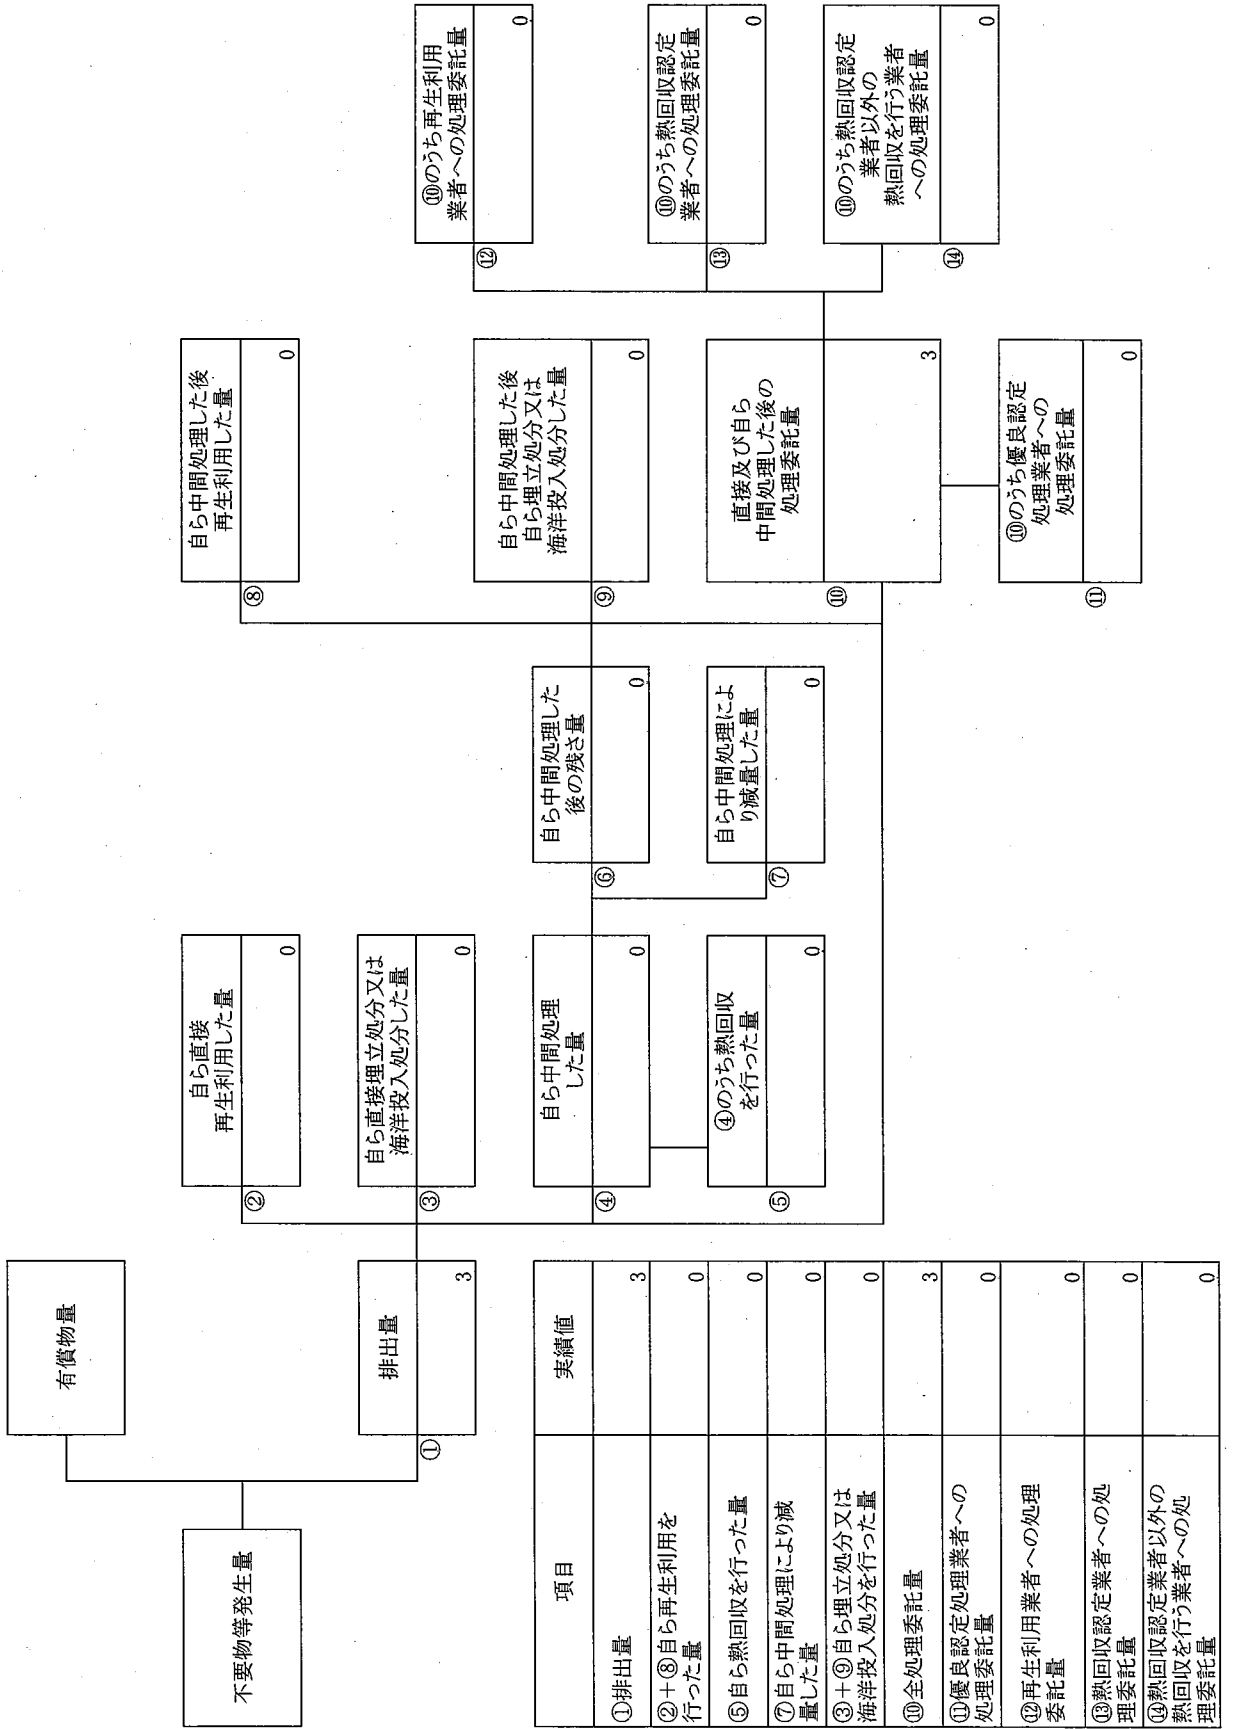 不要物等発生量
有償物量
①
排出量
3
②
自ら直接
再生利用した量
0
③
自ら直接埋立処分又は
海洋投入処分した量
0
④
自ら中間処理
した量
0
⑤
④のうち熱回収
を行った量
0
⑥
自ら中間処理した
後の残さ量
0
⑦
自ら中間処理によ
り減量した量
0
⑧
自ら中間処理した後
再生利用した量
0
⑨
自ら中間処理した後
自ら埋立処分又は
海洋投入処分した量
0
⑩
直接及び自ら
中間処理した後の
処理委託量
3
⑪
⑩のうち優良認定
処理業者への
処理委託量
0
⑫
⑩のうち再生利用
業者への処理委託量
0
⑬
⑩のうち熱回収認定
業者への処理委託量
0
⑭
⑩のうち熱回収認定
業者以外の
熱回収を行う業者
への処理委託量
0
項目 実績値
①排出量 3
②+⑧自ら再生利用を
行った量 0
⑤自ら熱回収を行った量 0
⑦自ら中間処理により減
量した量 0
③+⑨自ら埋立処分又は
海洋投入処分を行った量 0
⑩全処理委託量 3
⑪優良認定処理業者への
処理委託量 0
⑫再生利用業者への処理
委託量 0
⑬熱回収認定業者への処
理委託量 0
⑭熱回収認定業者以外の
熱回収を行う業者への処
理委託量 0